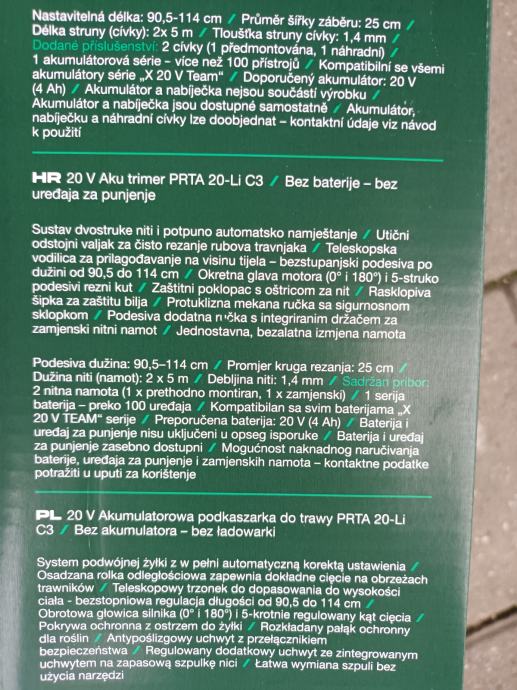 Nastavitelná délka: 90,5-114 cm / Průměr šířky záběru: 25 cm /
Délka struny (cívky): 2x 5 m / Tloušťka struny cívky: 1,4 mm /
Dodané příslušenství: 2 cívky (1 předmontovaná, 1 náhradní) /
1 akumulátorová série – více než 100 přístrojů / Kompatibilní se všemi
akumulátory série „X 20 V Team“ / Doporučený akumulátor: 20 V
(4 Ah) / Akumulátor a nabíječka nejsou součástí výrobku /
Akumulátor a nabíječka jsou dostupné samostatně / Akumulátor,
nabíječku a náhradní cívky lze doobjednat – kontaktní údaje viz návod
k použití
HR 20 V Aku trimer PRTA 20-Li C3 / Bez baterije – bez
uređaja za punjenje
Sustav dvostruke niti i potpuno automatsko namještanje / Utični
odstojni valjak za čisto rezanje rubova travnjaka / Teleskopska
vodilica za prilagođavanje na visinu tijela – bezstupanjski podesiva po
dužini od 90,5 do 114 cm / Okretna glava motora (0° i 180°) i 5-struko
podesivi rezni kut / Zaštitni poklopac s oštricom za nit / Rasklopiva
šipka za zaštitu bilja / Protuklizna mekana ručka sa sigurnosnom
sklopkom / Podesiva dodatna ručka s integriranim držačem za
zamjenski nitni namot / Jednostavna, bezalatna izmjena namota
Podesiva dužina: 90,5–114 cm / Promjer kruga rezanja: 25 cm /
Dužina niti (namot): 2 x 5 m / Debljina niti: 1,4 mm / Sadržan pribor:
2 nitna namota (1 x prethodno montiran, 1 x zamjenski) / 1 serija
baterija – preko 100 uređaja / Kompatibilan sa svim baterijama „X
20 V TEAM“ serije / Preporučena baterija: 20 V (4 Ah) / Baterija i
uređaj za punjenje nisu uključeni u opseg isporuke / Baterija i uređaj
za punjenje zasebno dostupni / Mogućnost naknadnog naručivanja
baterije, uređaja za punjenje i zamjenskih namota – kontaktne podatke
potražiti u uputi za korištenje
PL 20 V Akumulatorowa podkaszarka do trawy PRTA 20-Li
C3 / Bez akumulatora – bez ładowarki
System podwójnej żyłki z w pełni automatyczną korektą ustawienia /
Osadzana rolka odległościowa zapewnia dokładne cięcie na obrzeżach
trawników / Teleskopowy trzonek do dopasowania do wysokości
ciała - bezstopniowa regulacja długości od 90,5 do 114 cm /
Obrotowa głowica silnika (0° i 180°) i 5-krotnie regulowany kąt cięcia /
Pokrywa ochronna z ostrzem do żyłki / Rozkładany pałąk ochronny
dla roślin / Antypoślizgowy uchwyt z przełącznikiem
bezpieczeństwa / Regulowany dodatkowy uchwyt ze zintegrowanym
uchwytem na zapasową szpulkę nici / Łatwa wymiana szpuli bez
użycia narzędzi